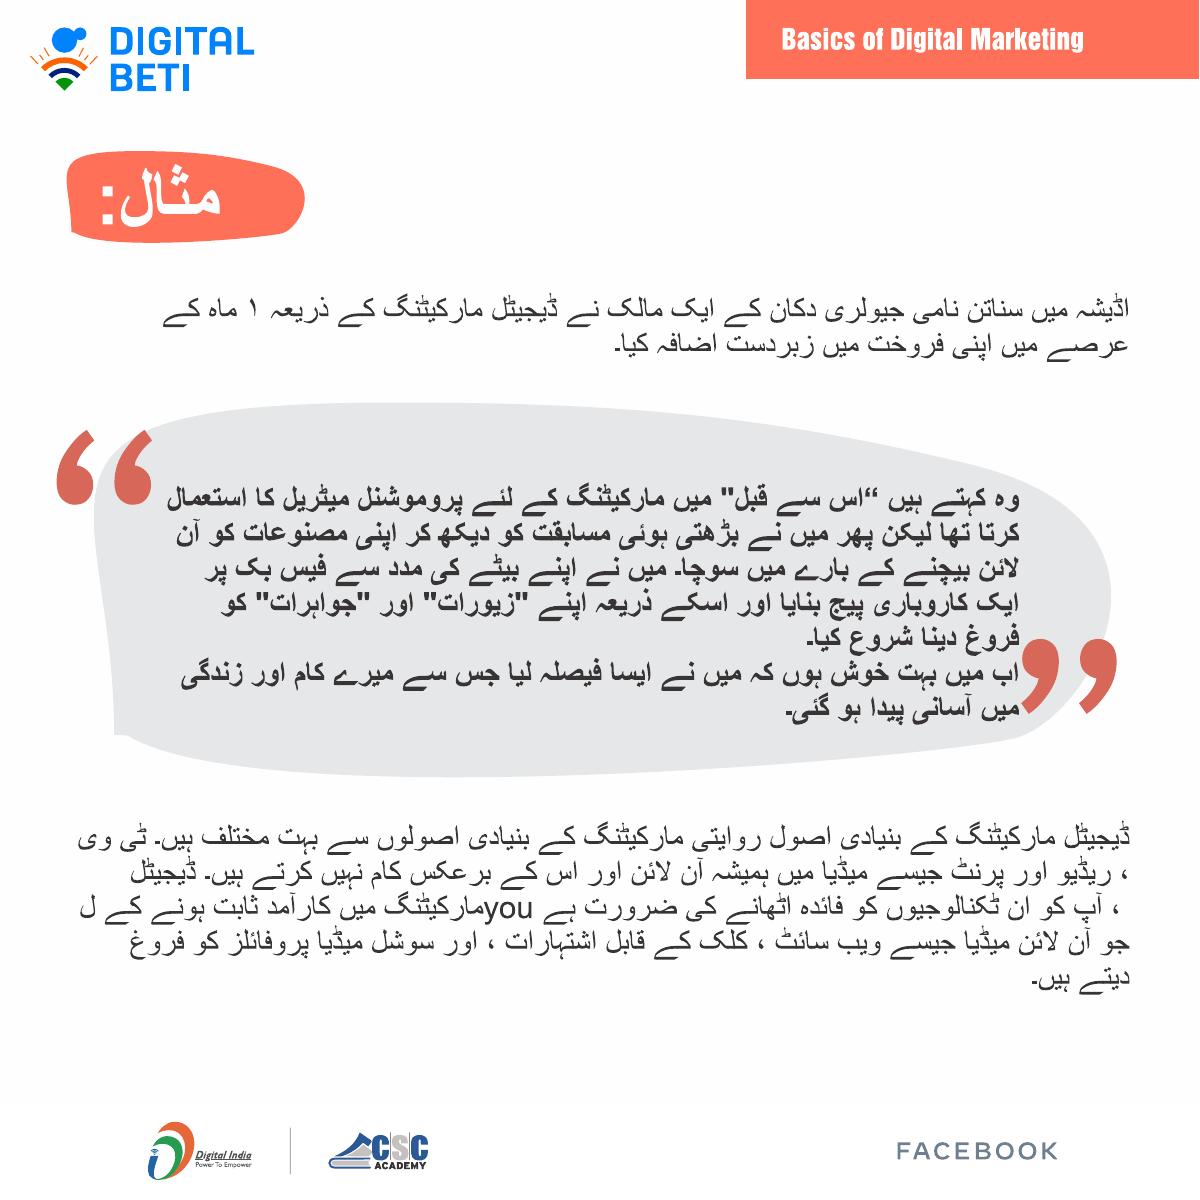 DIGITAL
BETI
Basics of Digital Marketing
مثال:
اڈیشہ میں سناتن نامی جیولری دکان کے ایک مالک نے ڈیجیٹل مارکیٹنگ کے ذریعہ ۱ ماہ کے
عرصے میں اپنی فروخت میں زبردست اضافہ کیا۔
وہ کہتے ہیں “اس سے قبل" میں مارکیٹنگ کے لئے پروموشنل میٹریل کا استعمال
کرتا تھا لیکن پھر میں نے بڑھتی ہوئی مسابقت کو دیکھ کر اپنی مصنوعات کو آن
لائن بیچنے کے بارے میں سوچا۔ میں نے اپنے بیٹے کی مدد سے فیس بک پر
ایک کاروباری پیج بنایا اور اسکے ذریعہ اپنے "زیورات" اور "جواہرات" کو
فروغ دینا شروع کیا۔
اب میں بہت خوش ہوں کہ میں نے ایسا فیصلہ لیا جس سے میرے کام اور زندگی
میں آسانی پیدا ہو گئی۔
ڈیجیٹل مارکیٹنگ کے بنیادی اصول روایتی مارکیٹنگ کے بنیادی اصولوں سے بہت مختلف ہیں۔ ٹی وی
، ریڈیو اور پرنٹ جیسے میڈیا میں ہمیشہ آن لائن اور اس کے برعکس کام نہیں کرتے ہیں۔ ڈیجیٹل
، آپ کو ان ٹکنالوجیوں کو فائدہ اٹھانے کی ضرورت ہے youمارکیٹنگ میں کارآمد ثابت ہونے کے ل
جو آن لائن میڈیا جیسے ویب سائٹ ، کلک کے قابل اشتہارات ، اور سوشل میڈیا پروفائلز کو فروغ
دیتے ہیں۔
Digital India
Power To Empower
CSC
ACADEMY
FACEBOOK